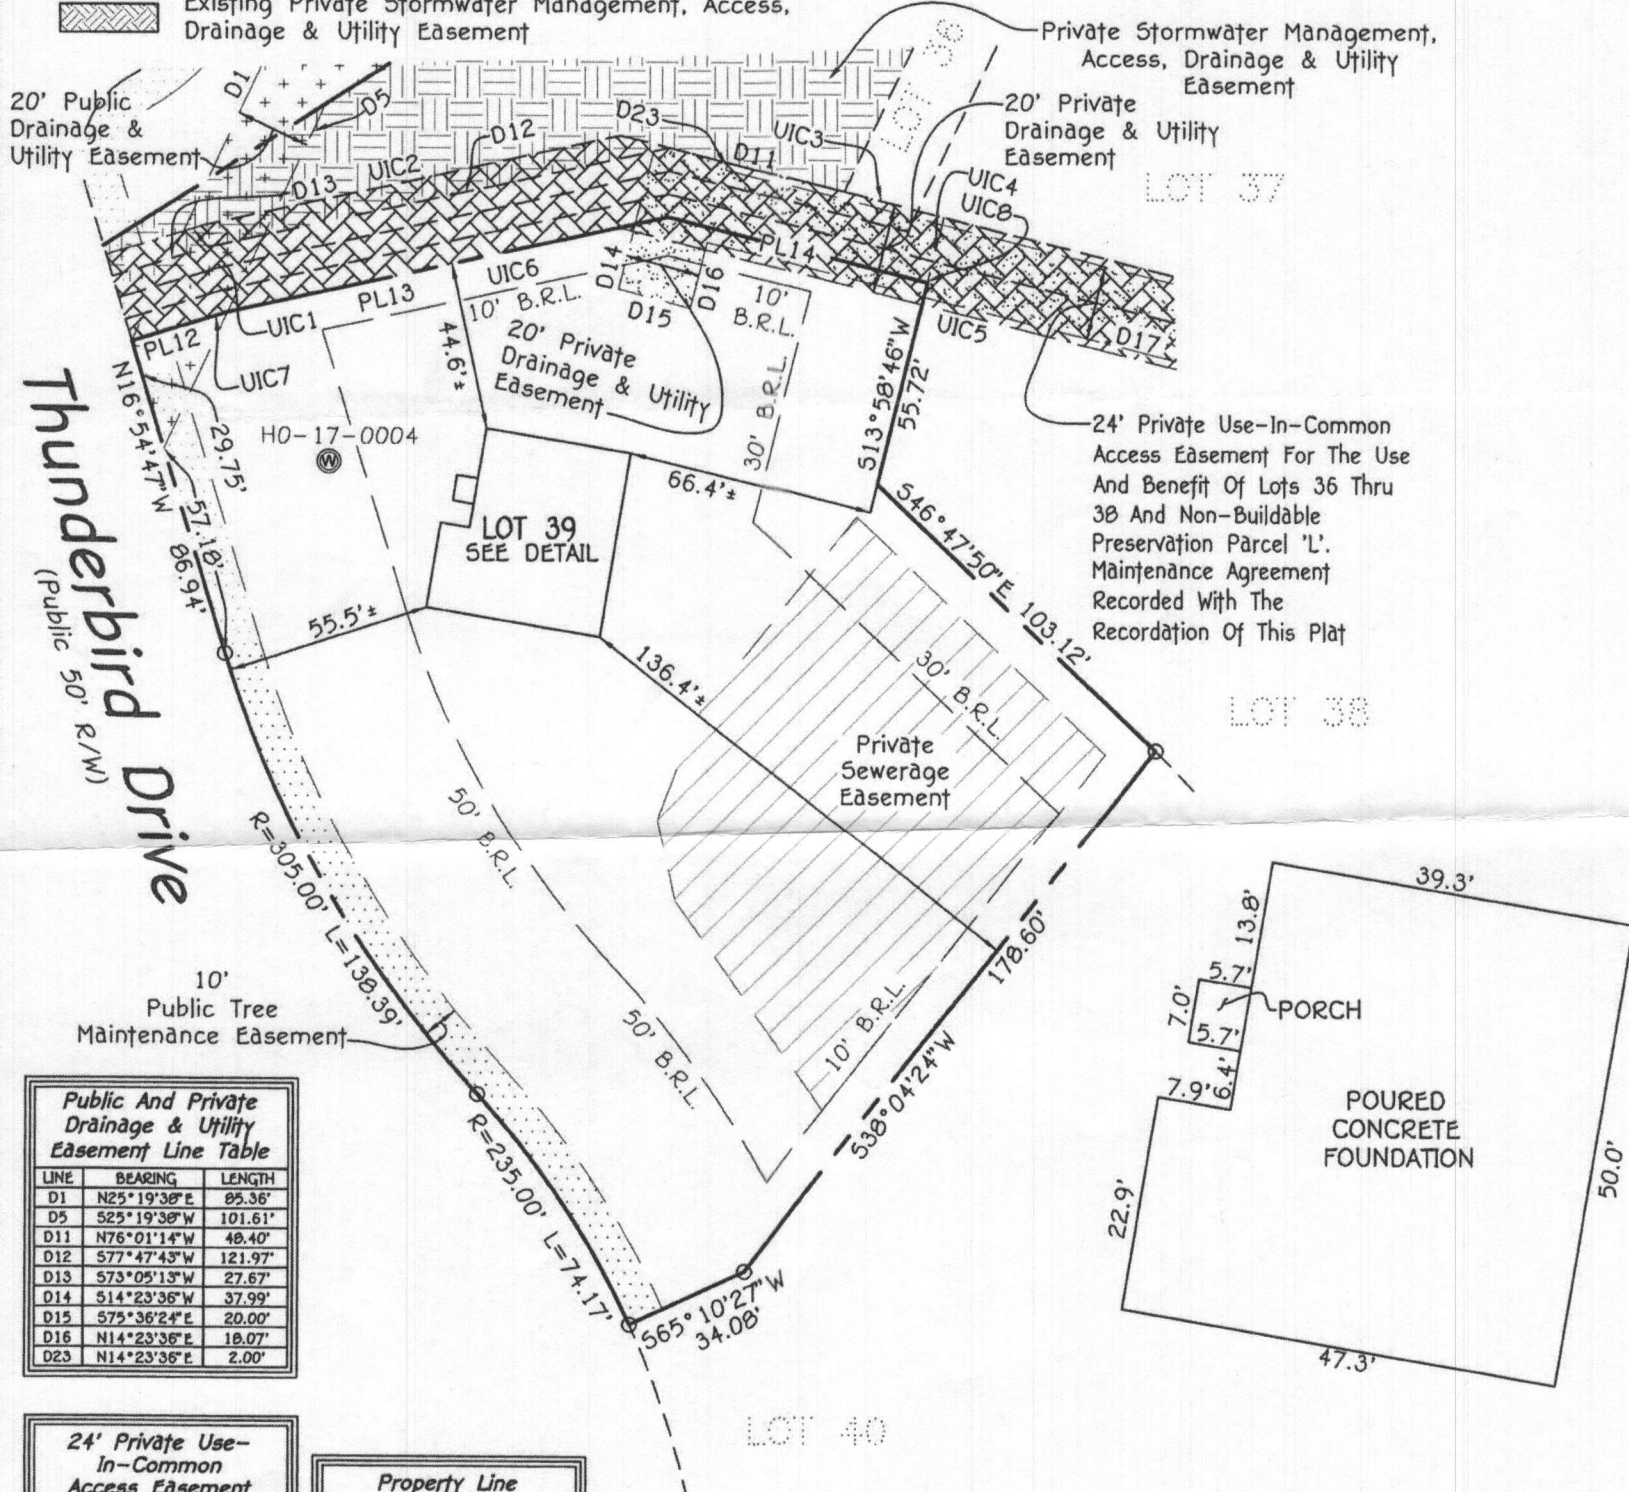 Existing Private Stormwater Management, Access,
Drainage & Utility Easement
Private Stormwater Management,
Access, Drainage & Utility
Easement
20' Public
Drainage &
Utility Easement
D1
D5
D23
D12
UIC3
D11
LOT 36
20' Private
Drainage & Utility
Easement
UIC2
D13
UIC4
UIC8
LOT 37
PL14
D14
D16
UIC6
10' B.R.L.
PL13
D15
10'
B.R.L.
UIC1
UIC5
D17
PL12
UIC7
20' Private
Drainage & Utility
Easement
44.6'±
30' B.R.L.
S13°58'46"W
55.72'
N16°54'47"W
86.94'
29.75'
57.18'
H0-17-0004
W
66.4'±
24' Private Use-In-Common
Access Easement For The Use
And Benefit Of Lots 36 Thru
38 And Non-Buildable
Preservation Parcel 'L'.
Maintenance Agreement
Recorded With The
Recordation Of This Plat
S46°47'50"E 103.12'
LOT 39
SEE DETAIL
Thunderbird Drive
(Public 50' R/W)
55.5'±
136.4'±
30' B.R.L.
LOT 38
Private
Sewerage
Easement
50' B.R.L.
R=305.00' L=138.39'
178.60'
S38°04'24"W
10' B.R.L.
50' B.R.L.
10'
Public Tree
Maintenance Easement
39.3'
13.8'
5.7'
7.0'
PORCH
5.7'
6.4'
7.9'
POURED
CONCRETE
FOUNDATION
22.9'
50.0'
47.3'
R=235.00' L=74.17'
S65°10'27"W
34.08'
LOT 40
Public And Private
Drainage & Utility
Easement Line Table
LINE BEARING LENGTH
D1 N25°19'38"E 85.36'
D5 S25°19'38"W 101.61'
D11 N76°01'14"W 48.40'
D12 S77°47'43"W 121.97'
D13 S73°05'13"W 27.67'
D14 S14°23'36"W 37.99'
D15 S75°36'24"E 20.00'
D16 N14°23'36"E 18.07'
D23 N14°23'36"E 2.00'
24' Private Use-
In-Common
Access Easement
Property Line